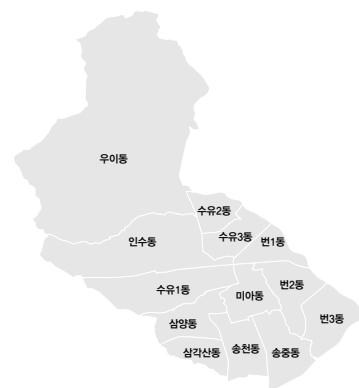 우이동
수유2동
인수동
수유3동
번1동
수유1동
미아동
번2동
삼양동
번3동
삼각산동
송천동
송중동